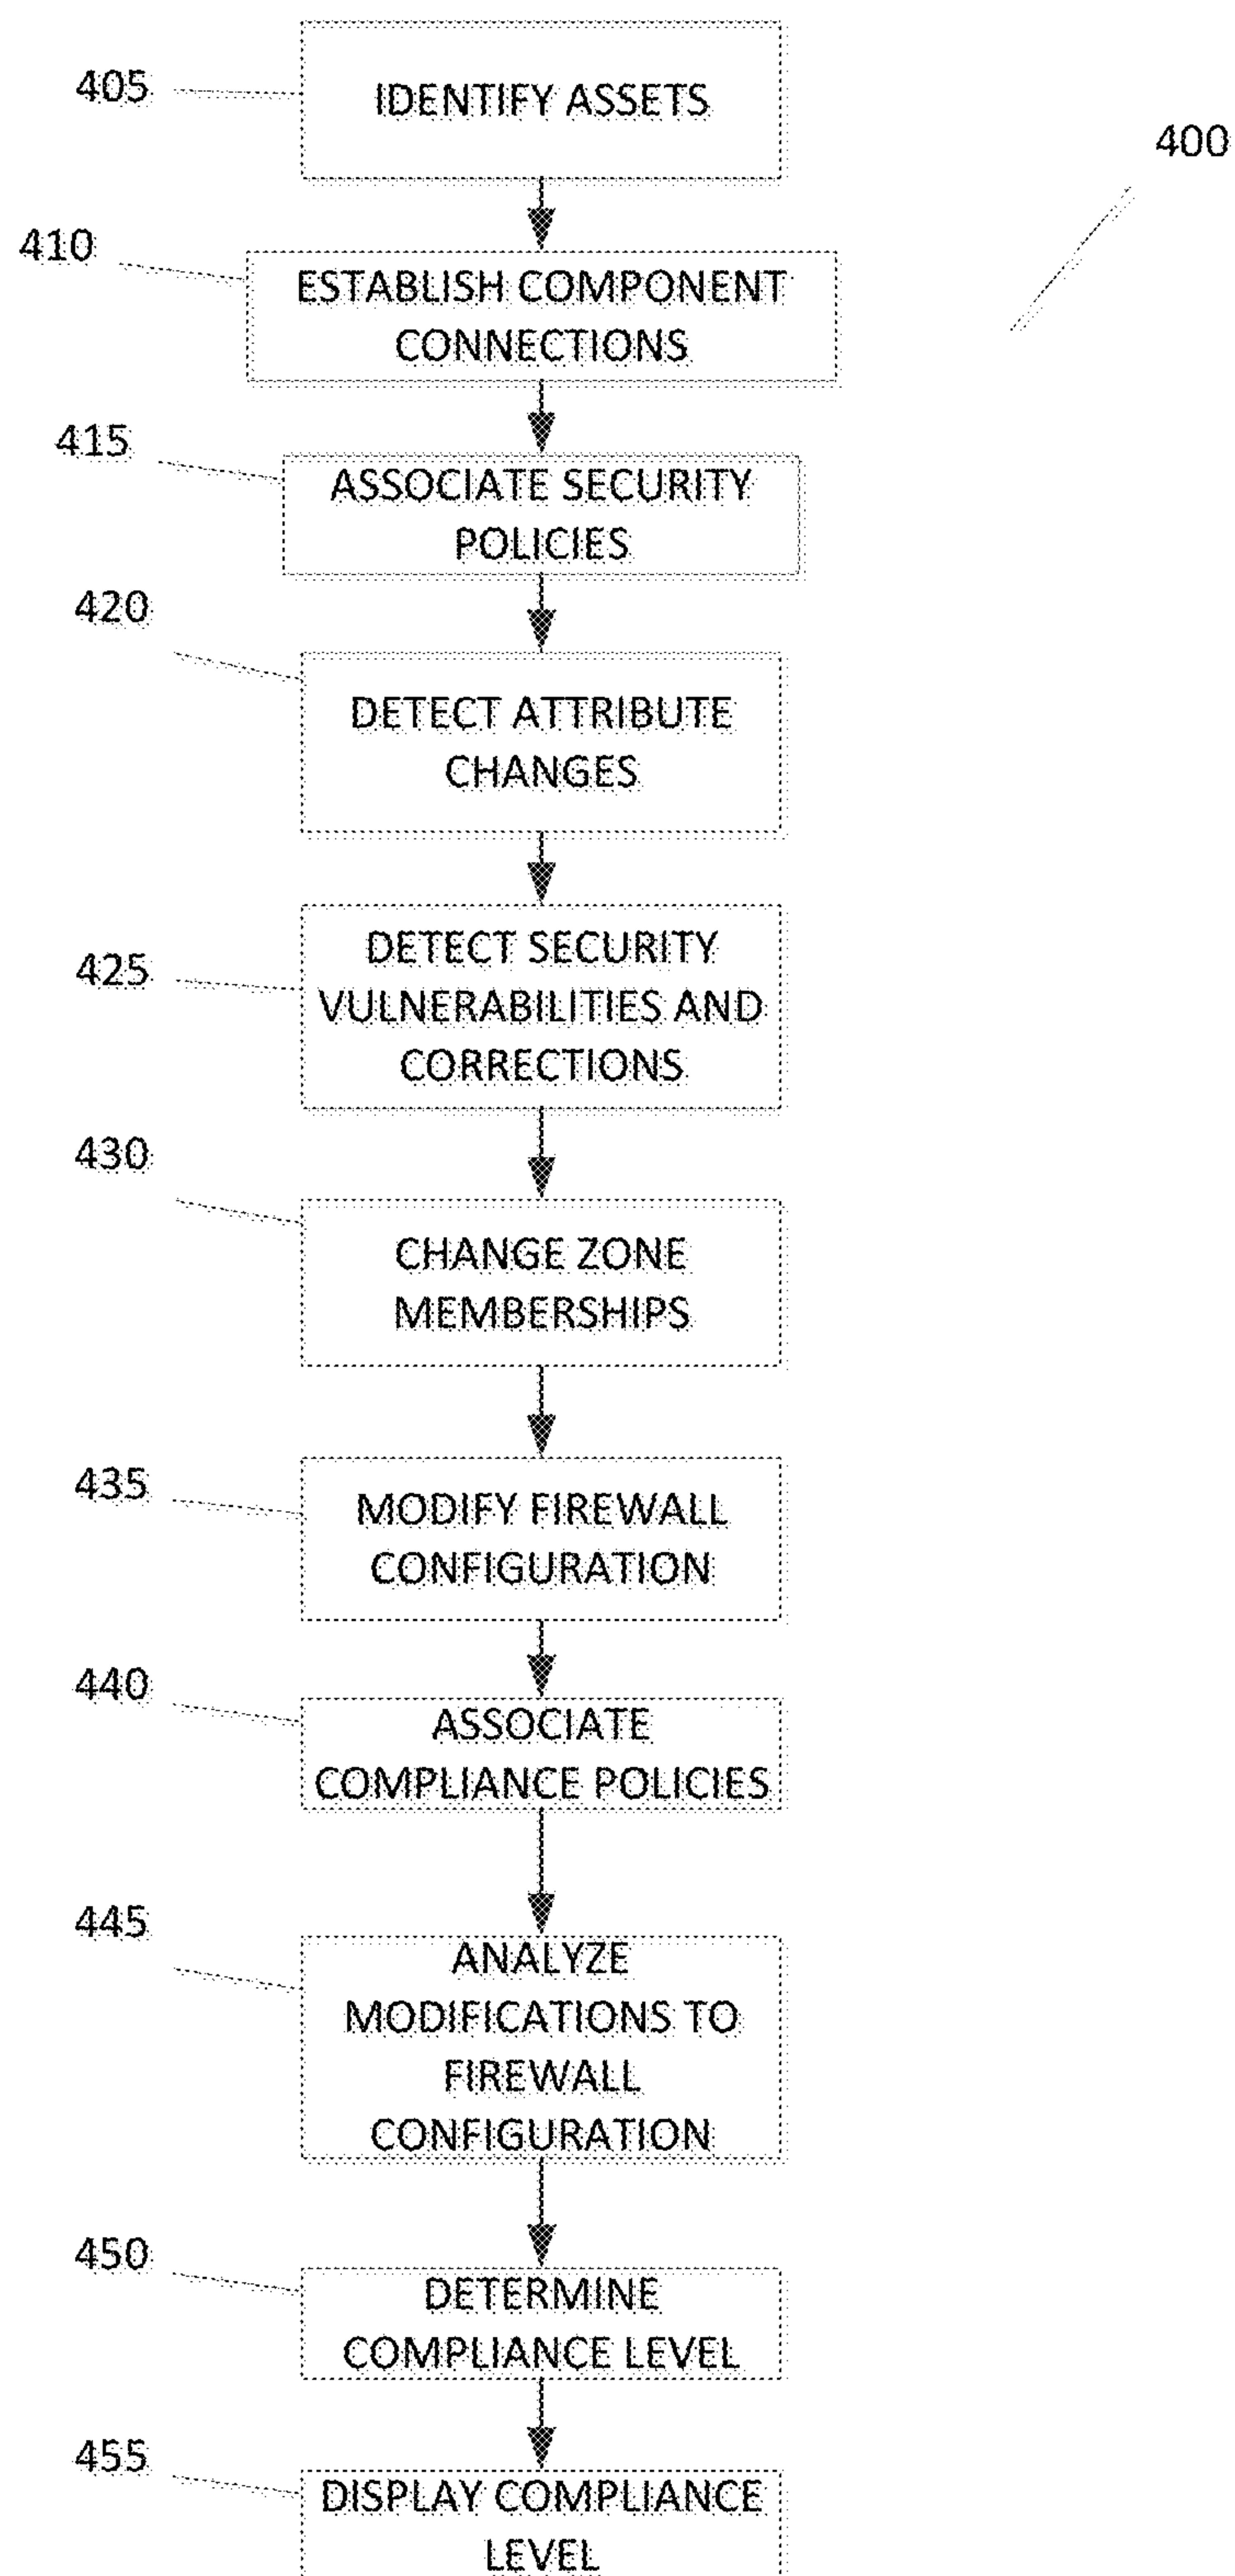 405
IDENTIFY ASSETS
400
410
ESTABLISH COMPONENT
CONNECTIONS
415
ASSOCIATE SECURITY
POLICIES
420
DETECT ATTRIBUTE
CHANGES
425
DETECT SECURITY
VULNERABILITIES AND
CORRECTIONS
430
CHANGE ZONE
MEMBERSHIPS
435
MODIFY FIREWALL
CONFIGURATION
440
ASSOCIATE
COMPLIANCE POLICIES
445
ANALYZE
MODIFICATIONS TO
FIREWALL
CONFIGURATION
450
DETERMINE
COMPLIANCE LEVEL
455
DISPLAY COMPLIANCE
LEVEL